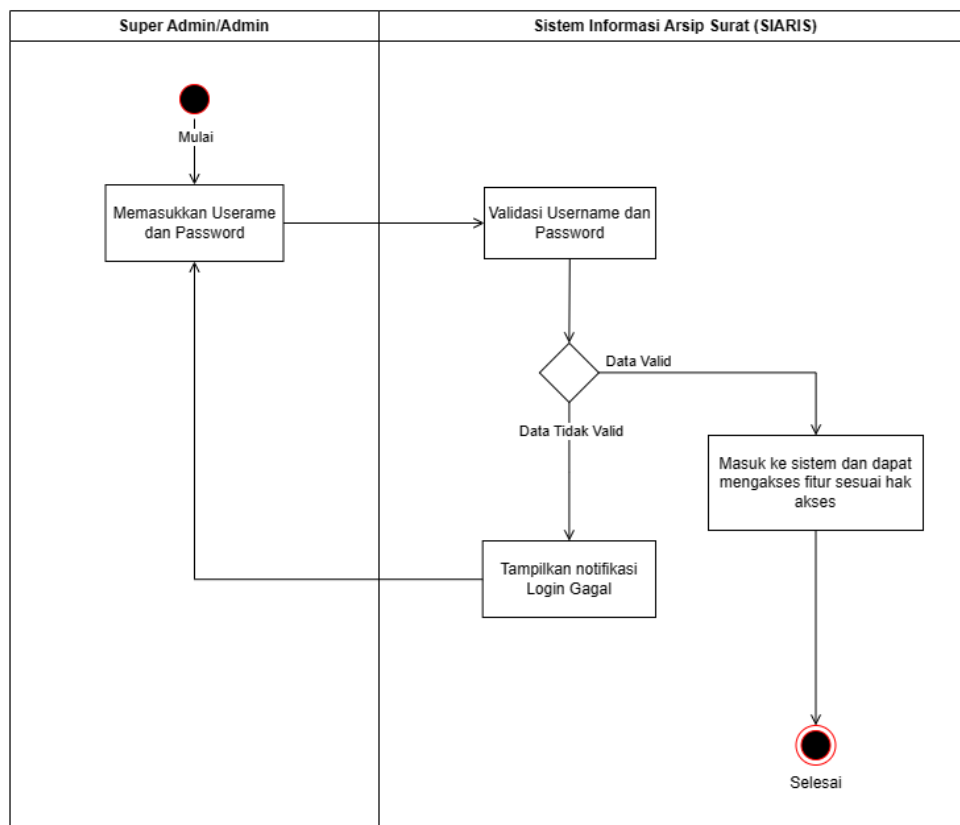 Super Admin/Admin
Sistem Informasi Arsip Surat (SIARIS)
Mulai
Memasukkan Userame
dan Password
Validasi Username dan
Password
Data Valid
Data Tidak Valid
Masuk ke sistem dan dapat
mengakses fitur sesuai hak
akses
Tampilkan notifikasi
Login Gagal
Selesai